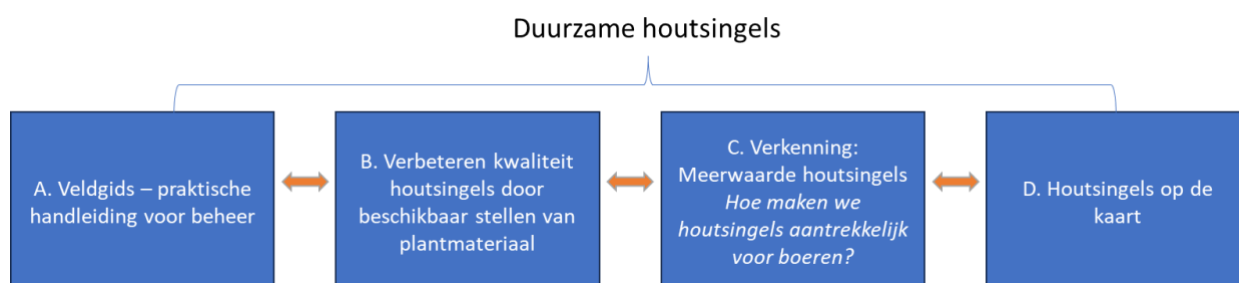 Duurzame houtsingels
A. Veldgids – praktische
handleiding voor beheer
B. Verbeteren kwaliteit
houtsingels door
beschikbaar stellen van
plantmateriaal
C. Verkenning:
Meerwaarde houtsingels
Hoe maken we
houtsingels aantrekkelijk
voor boeren?
D. Houtsingels op de
kaart